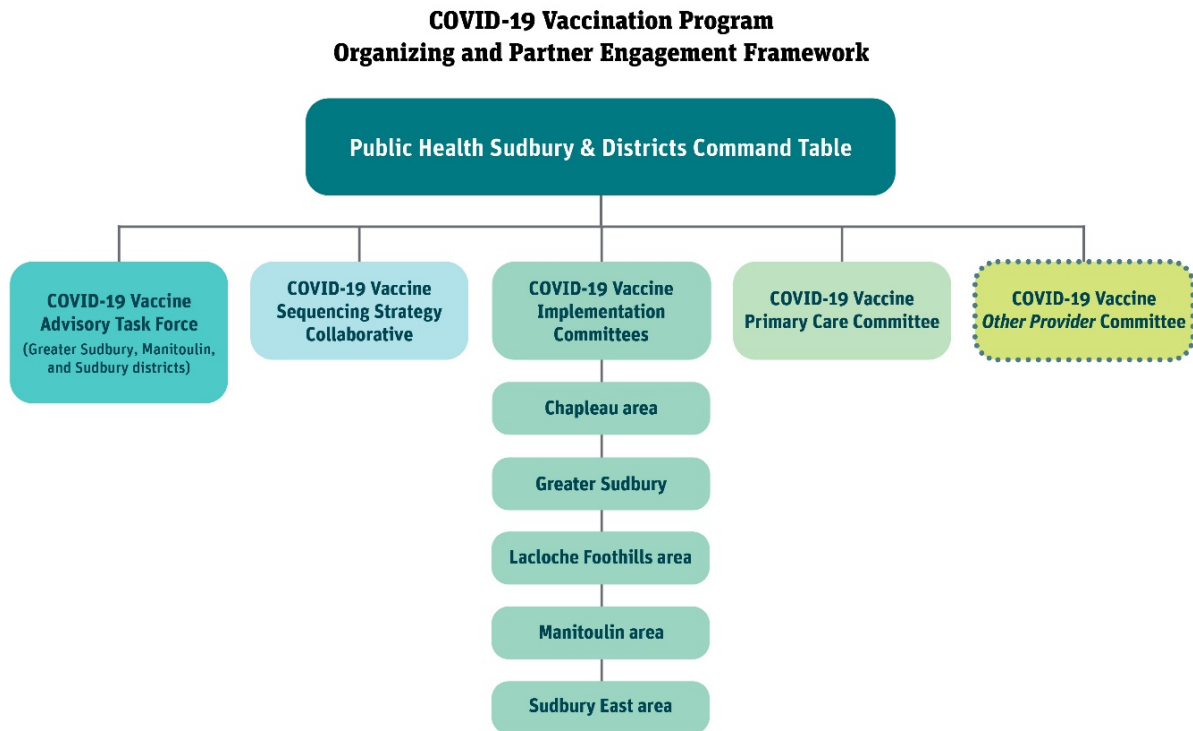 COVID-19 Vaccination Program
Organizing and Partner Engagement Framework
Public Health Sudbury & Districts Command Table
COVID-19 Vaccine
Advisory Task Force
(Greater Sudbury, Manitoulin,
and Sudbury districts)
COVID-19 Vaccine
Sequencing Strategy
Collaborative
COVID-19 Vaccine
Implementation
Committees
COVID-19 Vaccine
Primary Care Committee
COVID-19 Vaccine
Other Provider Committee
Chapleau area
Greater Sudbury
Lacloche Foothills area
Manitoulin area
Sudbury East area